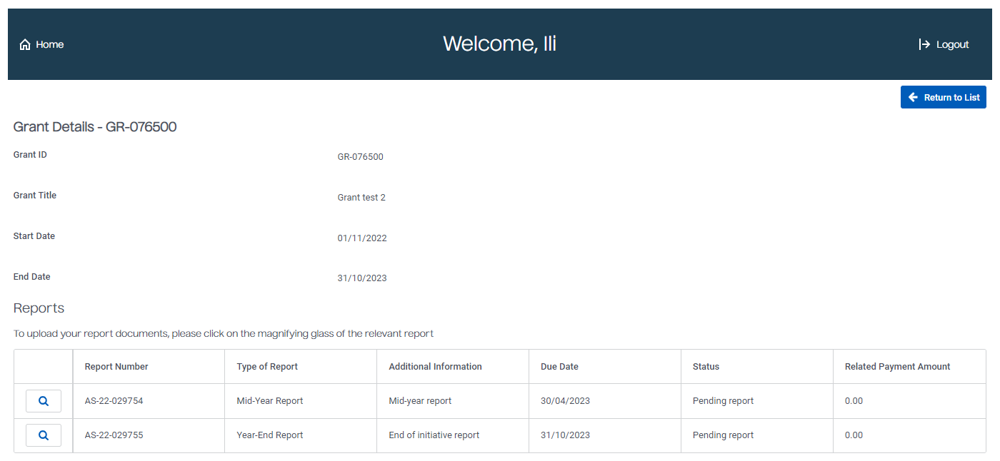 Home
Welcome, Ili
Logout
Return to List
Grant Details - GR-076500
Grant ID
GR-076500
Grant Title
Grant test 2
Start Date
01/11/2022
End Date
31/10/2023
Reports
To upload your report documents, please click on the magnifying glass of the relevant report
Report Number Type of Report Additional Information Due Date Status Related Payment Amount
AS-22-029754 Mid-Year Report Mid-year report 30/04/2023 Pending report 0.00
AS-22-029755 Year-End Report End of initiative report 31/10/2023 Pending report 0.00